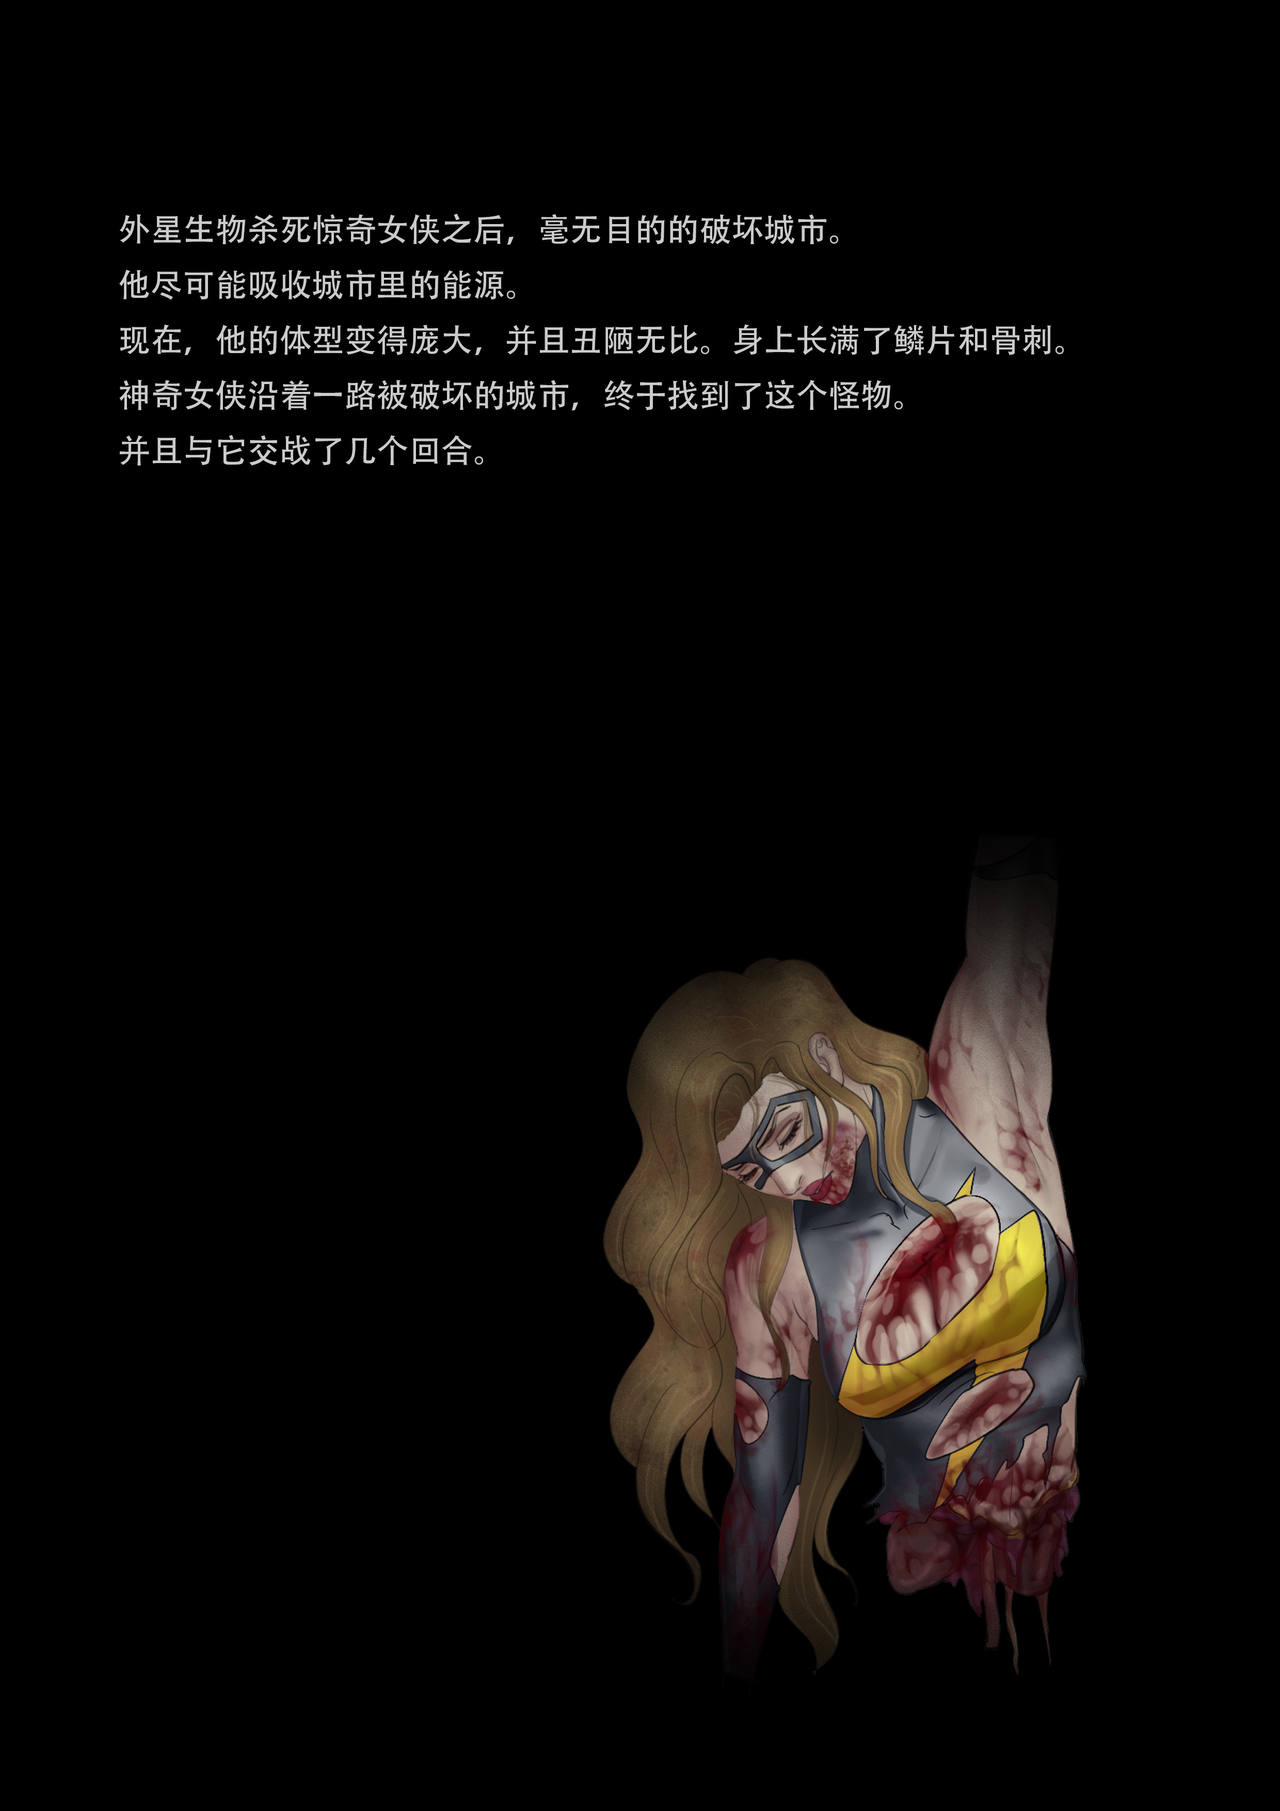 外星生物杀死惊奇女侠之后，毫无目的的破坏城市。
他尽可能吸收城市里的能源。
现在，他的体型变得庞大，并且丑陋无比。身上长满了鳞片和骨刺。
神奇女侠沿着一路被破坏的城市，终于找到了这个怪物。
并且与它交战了几个回合。